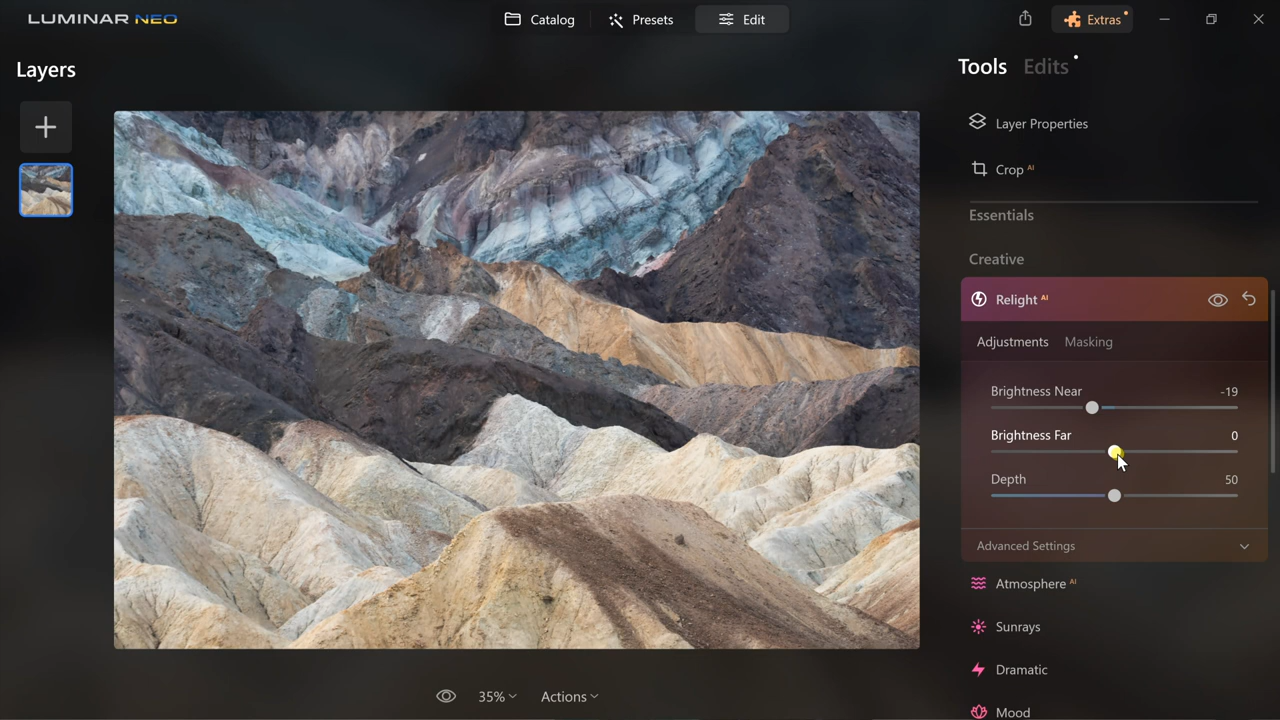 LUMINAR NEO
Catalog
Presets
Edit
Extras
Layers
Tools Edits
Layer Properties
Crop AI
Essentials
Creative
Relight AI
Adjustments Masking
Brightness Near -19
Brightness Far 0
Depth 50
Advanced Settings
Atmosphere AI
Sunrays
Dramatic
Mood
35% Actions